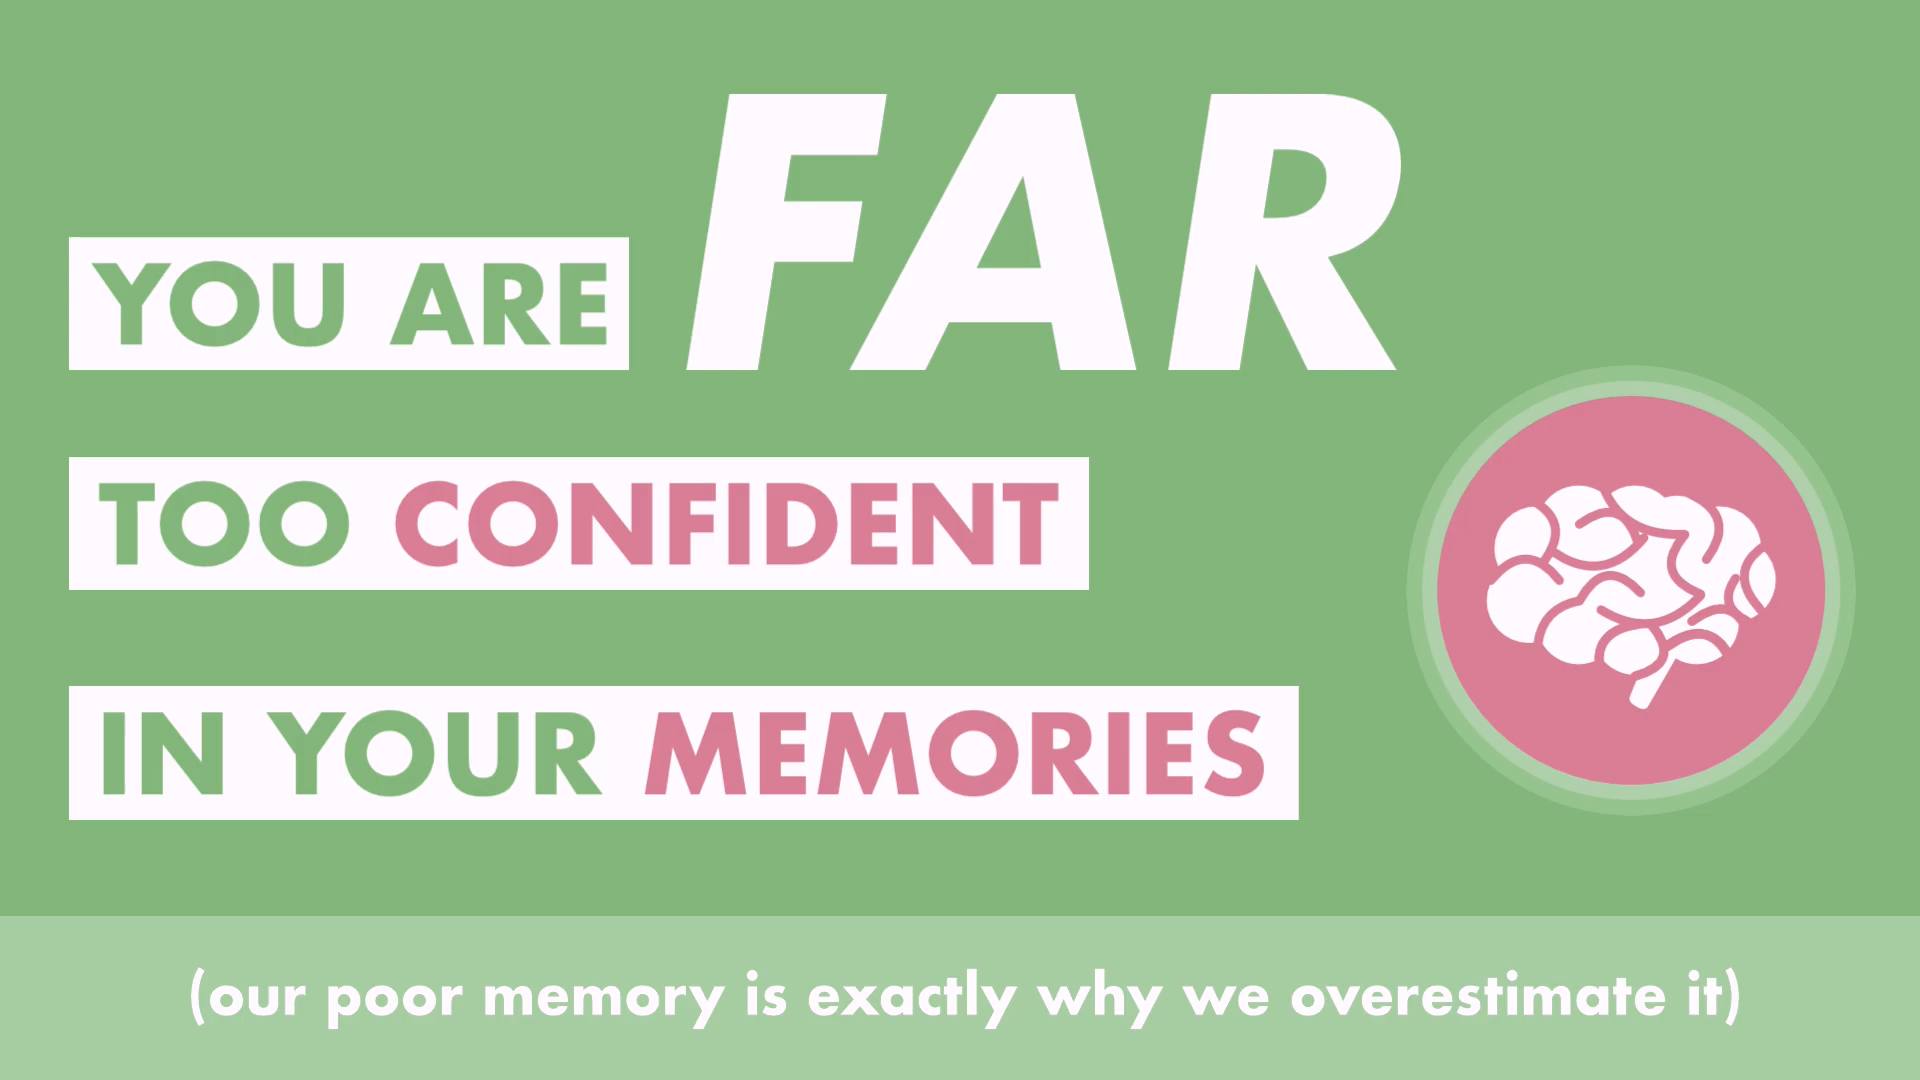 YOU ARE FAR
TOO CONFIDENT
IN YOUR MEMORIES
(our poor memory is exactly why we overestimate it)